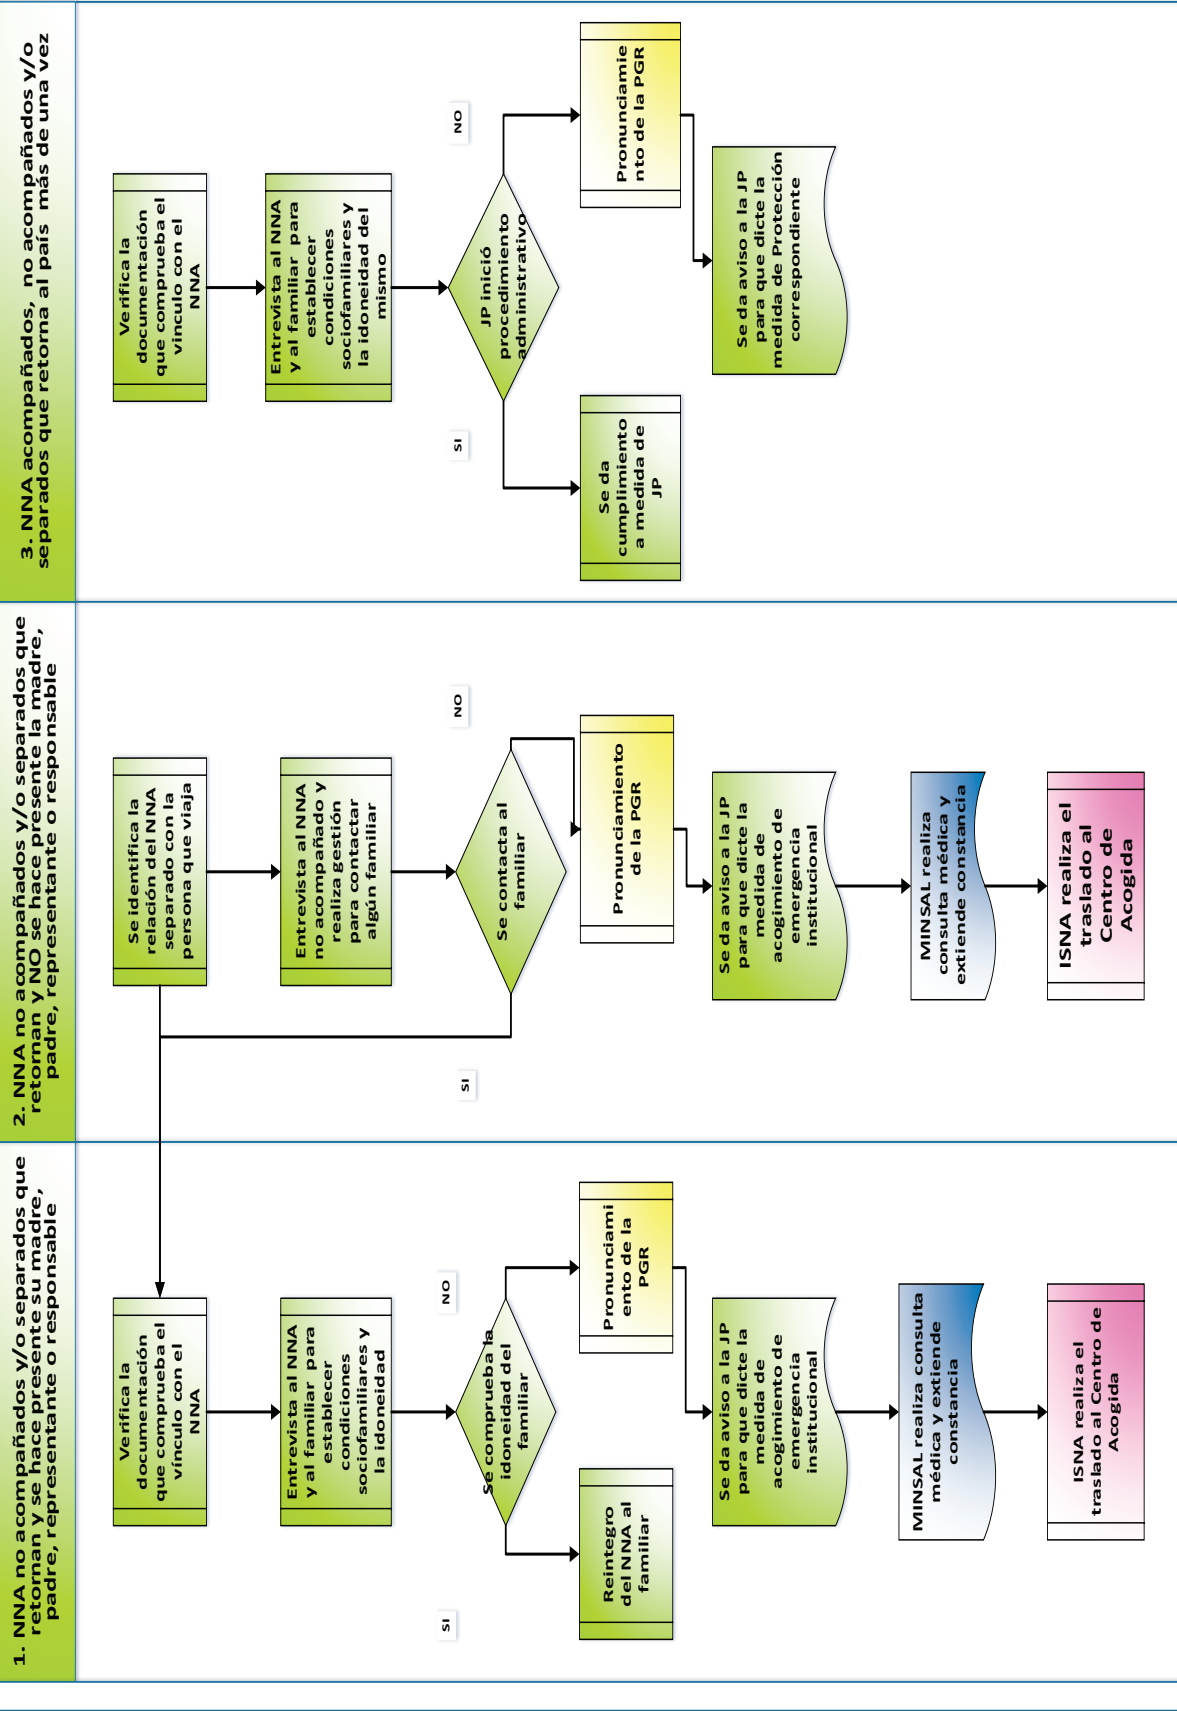 1. NNA no acompañados y/o separados que
retornan y se hace presente su madre,
padre, representante o responsable
Verifica la
documentación
que comprueba el
vínculo con el
NNA
Entrevista al NNA
y al familiar para
establecer
condiciones
sociofamiliares y
la idoneidad
Se comprueba la
idoneidad del
familiar
SI
NO
Reintegro
del NNA al
familiar
Pronunciami
ento de la
PGR
Se da aviso a la JP
para que dicte la
medida de
acogimiento de
emergencia
institucional
MINSAL realiza consulta
médica y extiende
constancia
ISNA realiza el
traslado al Centro de
Acogida
2. NNA no acompañados y/o separados que
retornan y NO se hace presente la madre,
padre, representante o responsable
Se identifica la
relación del NNA
separado con la
persona que viaja
Entrevista al NNA
no acompañado y
realiza gestión
para contactar
algún familiar
Se contacta al
familiar
SI
NO
Pronunciamiento
de la PGR
Se da aviso a la JP
para que dicte la
medida de
acogimiento de
emergencia
institucional
MINSAL realiza
consulta médica y
extiende constancia
ISNA realiza el
traslado al
Centro de
Acogida
3. NNA acompañados, no acompañados y/o
separados que retorna al país más de una vez
Verifica la
documentación
que comprueba el
vínculo con el
NNA
Entrevista al NNA
y al familiar para
establecer
condiciones
sociofamiliares y
la idoneidad del
mismo
JP inició
procedimiento
administrativo
SI
NO
Se da
cumplimiento
a medida de
JP
Pronunciamie
nto de la PGR
Se da aviso a la JP
para que dicte la
medida de Protección
correspondiente